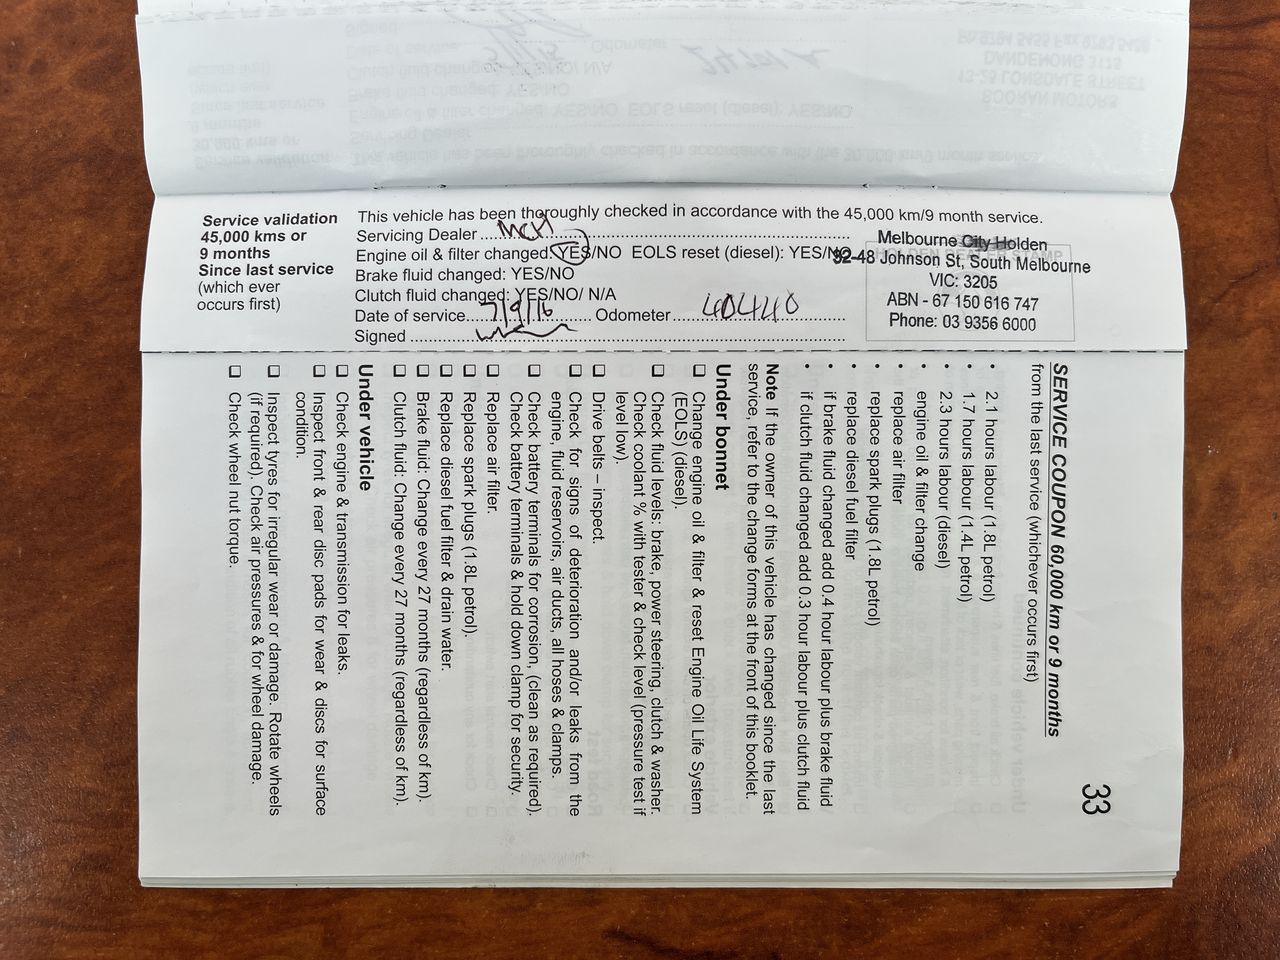 Service validation
45,000 kms or
9 months
Since last service
(which ever
occurs first)
This vehicle has been thoroughly checked in accordance with the 45,000 km/9 month service.
Servicing Dealer MCH
Engine oil & filter changed: YES/NO EOLS reset (diesel): YES/NO
Brake fluid changed: YES/NO
Clutch fluid changed: YES/NO/ N/A
Date of service 7/9/16 Odometer 40440
Signed
Melbourne City Holden
32-48 Johnson St, South Melbourne
VIC: 3205
ABN - 67 150 616 747
Phone: 03 9356 6000
HOLDEN DEALER STAMP
33
SERVICE COUPON 60,000 km or 9 months
from the last service (whichever occurs first)
• 2.1 hours labour (1.8L petrol)
• 1.7 hours labour (1.4L petrol)
• 2.3 hours labour (diesel)
• engine oil & filter change
• replace air filter
• replace spark plugs (1.8L petrol)
• replace diesel fuel filter
• if brake fluid changed add 0.4 hour labour plus brake fluid
• if clutch fluid changed add 0.3 hour labour plus clutch fluid
Note If the owner of this vehicle has changed since the last
service, refer to the change forms at the front of this booklet.
Under bonnet
❑ Change engine oil & filter & reset Engine Oil Life System
(EOLS) (diesel).
❑ Check fluid levels: brake, power steering, clutch & washer.
Check coolant % with tester & check level (pressure test if
level low).
❑ Drive belts – inspect.
❑ Check for signs of deterioration and/or leaks from the
engine, fluid reservoirs, air ducts, all hoses & clamps.
❑ Check battery terminals for corrosion, (clean as required).
Check battery terminals & hold down clamp for security.
❑ Replace air filter.
❑ Replace spark plugs (1.8L petrol).
❑ Replace diesel fuel filter & drain water.
❑ Brake fluid: Change every 27 months (regardless of km).
❑ Clutch fluid: Change every 27 months (regardless of km).
Under vehicle
❑ Check engine & transmission for leaks.
❑ Inspect front & rear disc pads for wear & discs for surface
condition.
❑ Inspect tyres for irregular wear or damage. Rotate wheels
(if required). Check air pressures & for wheel damage.
❑ Check wheel nut torque.